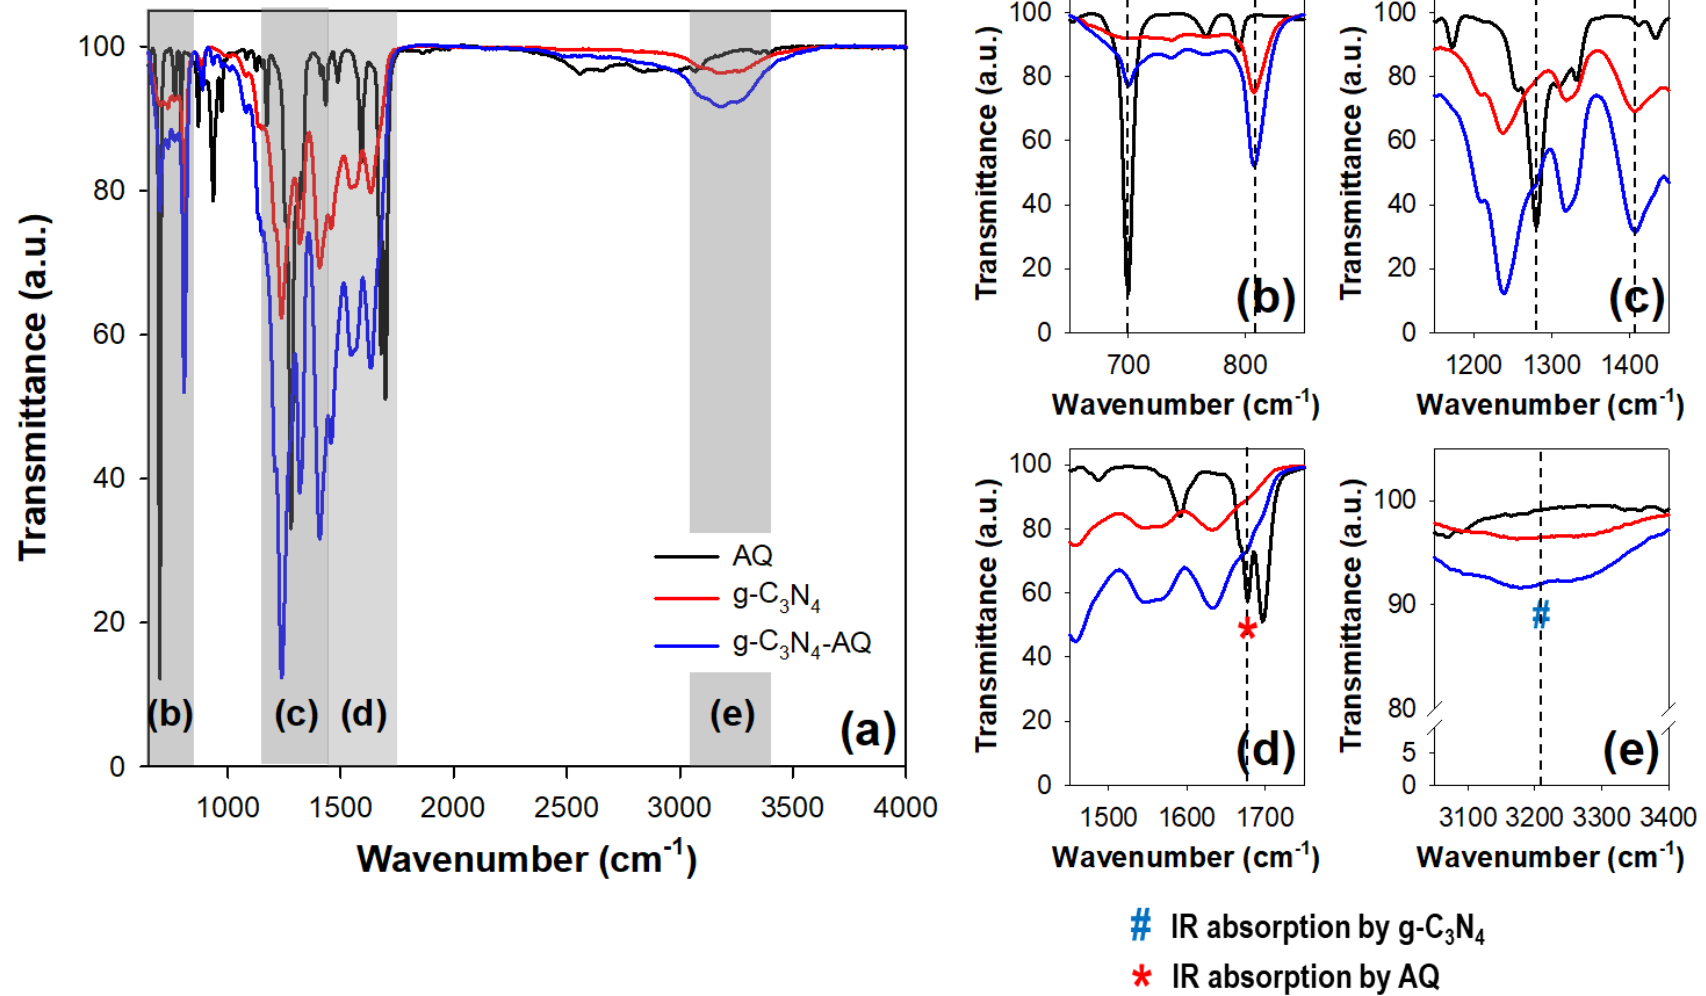 100
80
60
40
20
0
Transmittance (a.u.)
1000 1500 2000 2500 3000 3500 4000
Wavenumber (cm⁻¹)
AQ
g-C₃N₄
g-C₃N₄-AQ
(b) (c) (d) (e) (a)
100
80
60
40
20
0
Transmittance (a.u.)
(b)
700 800
Wavenumber (cm⁻¹)
100
80
60
40
20
0
Transmittance (a.u.)
(c)
1200 1300 1400
Wavenumber (cm⁻¹)
100
80
60
40
20
0
Transmittance (a.u.)
*
(d)
1500 1600 1700
Wavenumber (cm⁻¹)
100
90
80
5
0
Transmittance (a.u.)
#
(e)
3100 3200 3300 3400
Wavenumber (cm⁻¹)
# IR absorption by g-C₃N₄
* IR absorption by AQ